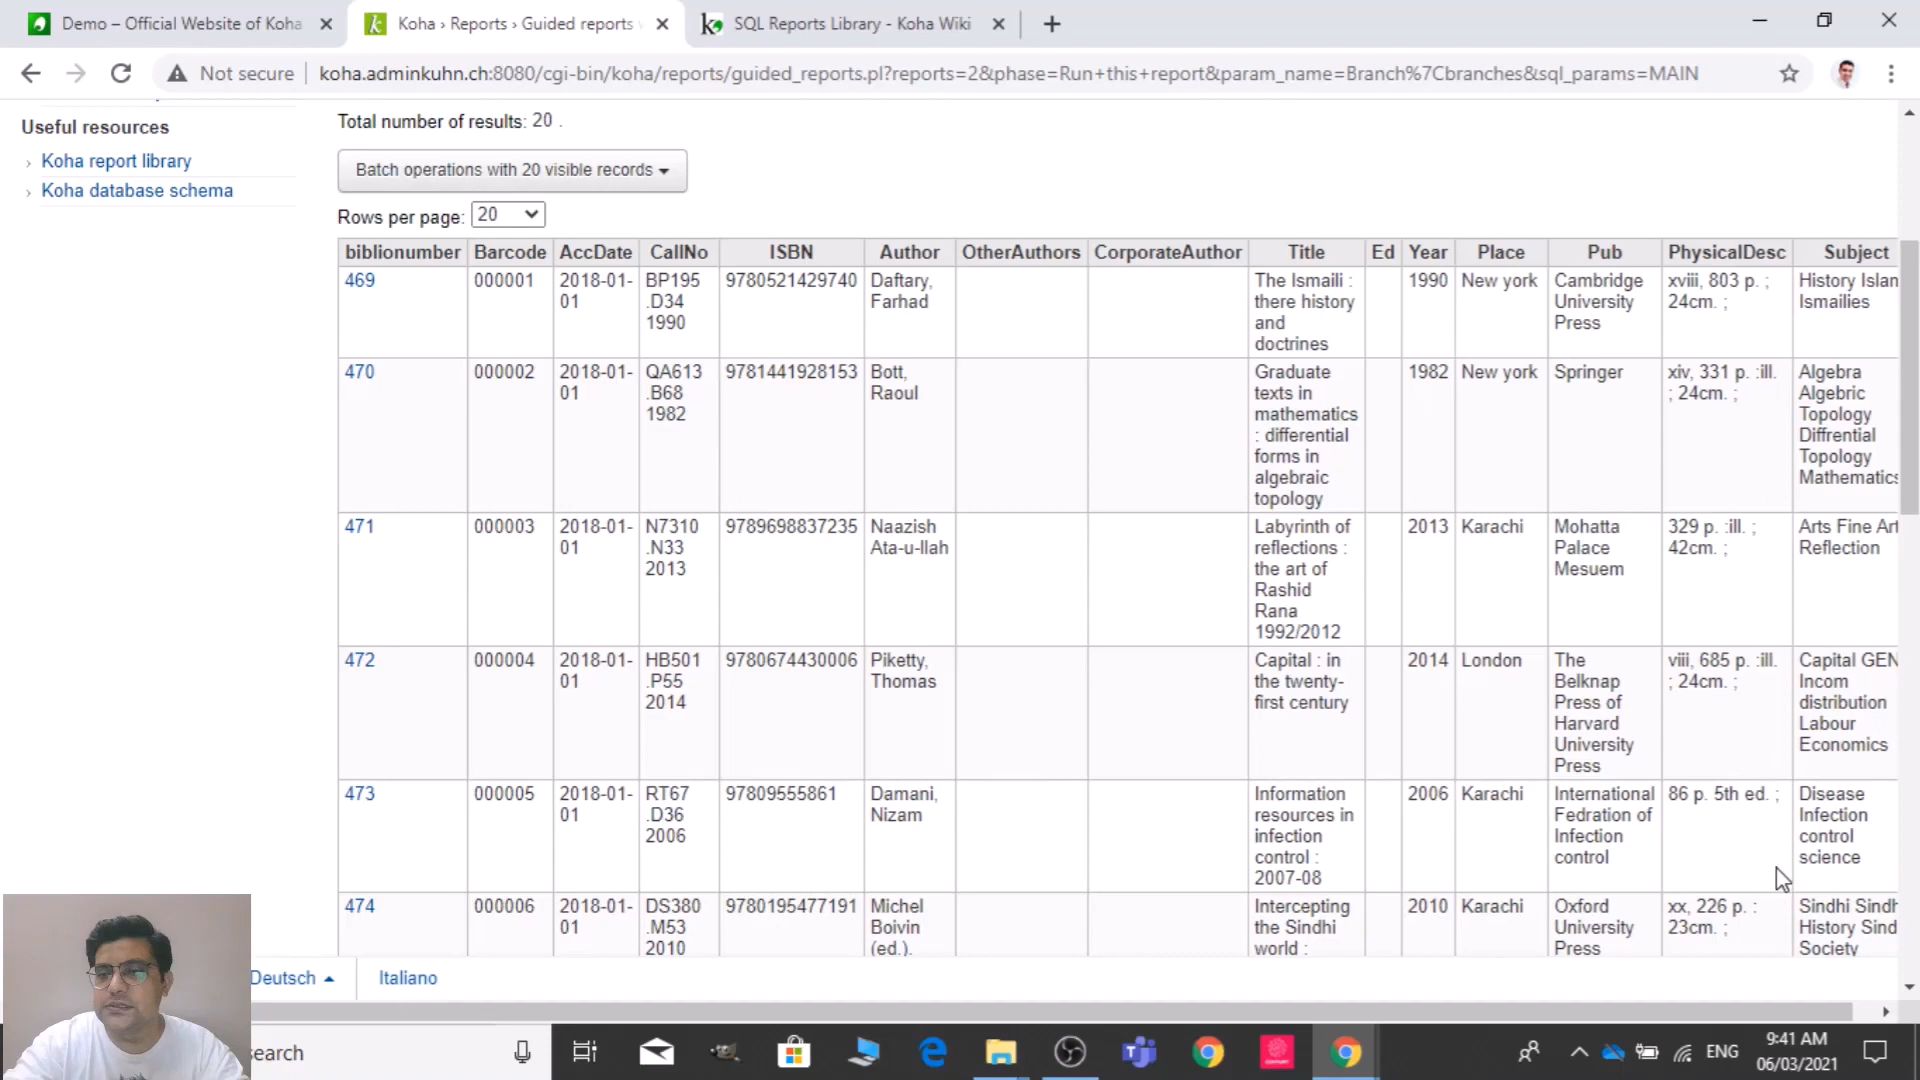 Demo – Official Website of Koha
Koha › Reports › Guided reports
SQL Reports Library - Koha Wiki
Not secure
koha.adminkuhn.ch:8080/cgi-bin/koha/reports/guided_reports.pl?reports=2&phase=Run+this+report&param_name=Branch%7Cbranches&sql_params=MAIN
Useful resources
Koha report library
Koha database schema
Total number of results: 20 .
Batch operations with 20 visible records
Rows per page: 20
biblionumber Barcode AccDate CallNo ISBN Author OtherAuthors CorporateAuthor Title Ed Year Place Pub PhysicalDesc Subject
469 000001 2018-01- BP195 9780521429740 Daftary, The Ismaili : 1990 New york Cambridge xviii, 803 p. ; History Islam
01 .D34 Farhad there history University 24cm. ; Ismailies
1990 and Press
doctrines
470 000002 2018-01- QA613 9781441928153 Bott, Graduate 1982 New york Springer xiv, 331 p. :ill. Algebra
01 .B68 Raoul texts in ; 24cm. ; Algebric
1982 mathematics Topology
: differential Diffrential
forms in Topology
algebraic Mathematics
topology
471 000003 2018-01- N7310 9789698837235 Naazish Labyrinth of 2013 Karachi Mohatta 329 p. :ill. ; Arts Fine Art
01 .N33 Ata-u-llah reflections : Palace 42cm. ; Reflection
2013 the art of Mesuem
Rashid
Rana
1992/2012
472 000004 2018-01- HB501 9780674430006 Piketty, Capital : in 2014 London The viii, 685 p. :ill. Capital GEN
01 .P55 Thomas the twenty- Belknap ; 24cm. ; Incom
2014 first century Press of distribution
Harvard Labour
University Economics
Press
473 000005 2018-01- RT67 97809555861 Damani, Information 2006 Karachi International 86 p. 5th ed. ; Disease
01 .D36 Nizam resources in Fedration of Infection
2006 infection Infection control
control : control science
2007-08
474 000006 2018-01- DS380 9780195477191 Michel Intercepting 2010 Karachi Oxford xx, 226 p. : Sindhi Sindh
01 .M53 Boivin the Sindhi University 23cm. ; History Sind
2010 (ed.). world : Press Society
Deutsch Italiano
earch
ENG
9:41 AM
06/03/2021